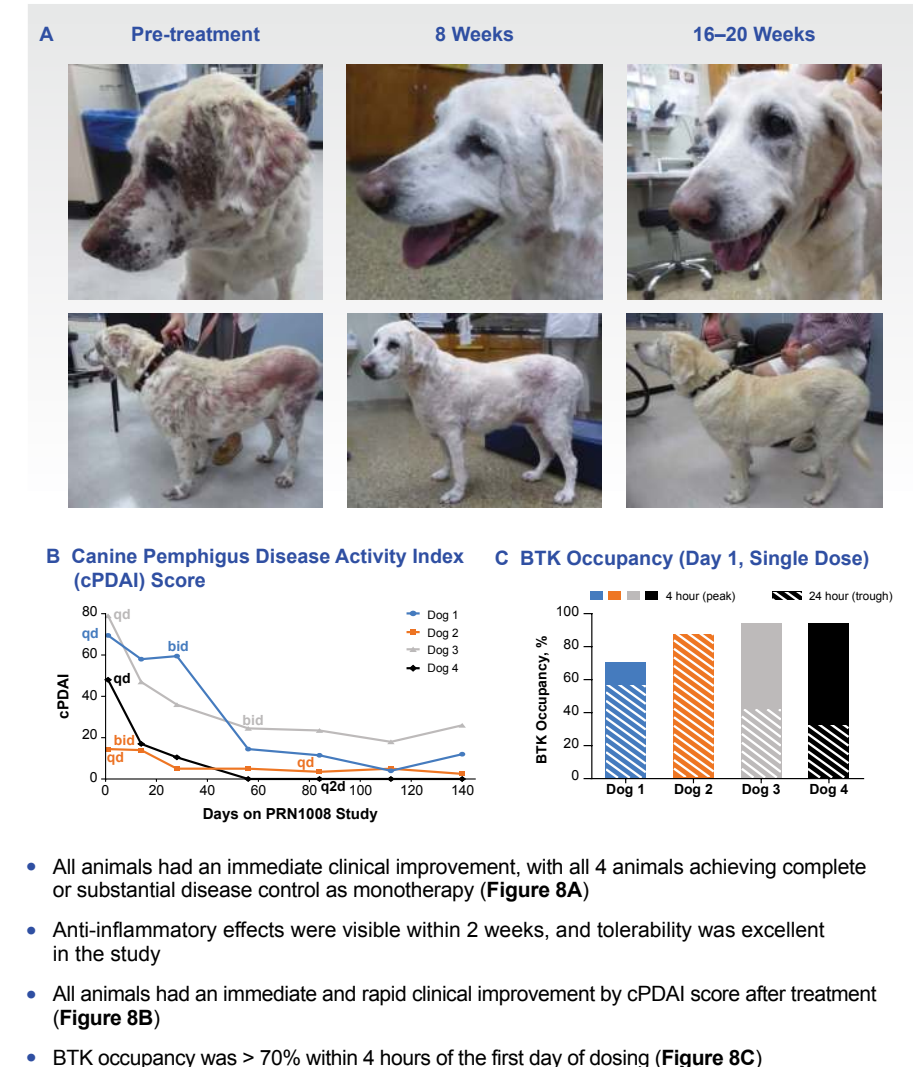 A Pre-treatment 8 Weeks 16–20 Weeks
B Canine Pemphigus Disease Activity Index
(cPDAI) Score
80
60
40
20
0
cPDAI
qd
qd
bid
qd
bid
bid
qd
qd
q2d
Dog 1
Dog 2
Dog 3
Dog 4
0 20 40 60 80 100 120 140
Days on PRN1008 Study
C BTK Occupancy (Day 1, Single Dose)
4 hour (peak) 24 hour (trough)
100
80
60
40
20
0
BTK Occupancy, %
Dog 1 Dog 2 Dog 3 Dog 4
• All animals had an immediate clinical improvement, with all 4 animals achieving complete
or substantial disease control as monotherapy (Figure 8A)
• Anti-inflammatory effects were visible within 2 weeks, and tolerability was excellent
in the study
• All animals had an immediate and rapid clinical improvement by cPDAI score after treatment
(Figure 8B)
• BTK occupancy was > 70% within 4 hours of the first day of dosing (Figure 8C)